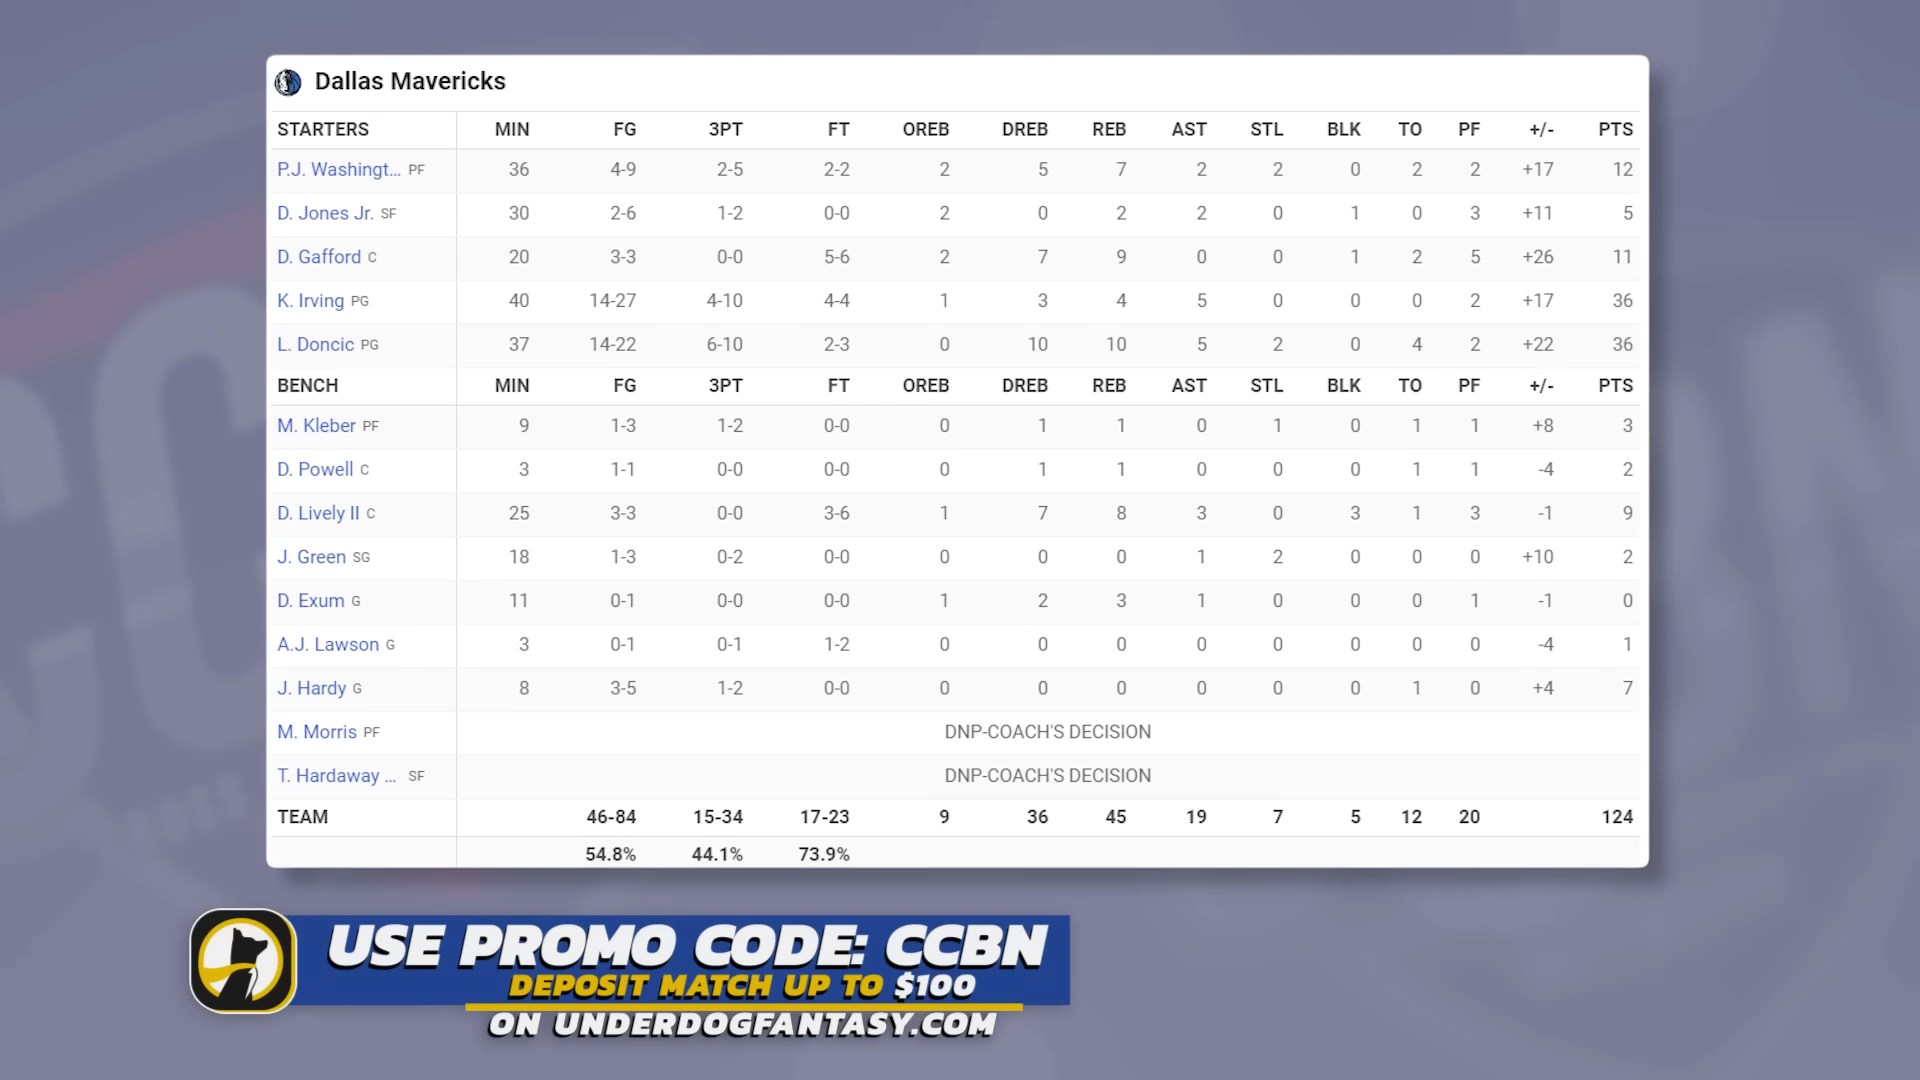 Dallas Mavericks
STARTERS MIN FG 3PT FT OREB DREB REB AST STL BLK TO PF +/- PTS
P.J. Washingt... PF 36 4-9 2-5 2-2 2 5 7 2 2 0 2 2 +17 12
D. Jones Jr. SF 30 2-6 1-2 0-0 2 0 2 2 0 1 0 3 +11 5
D. Gafford C 20 3-3 0-0 5-6 2 7 9 0 0 1 2 5 +26 11
K. Irving PG 40 14-27 4-10 4-4 1 3 4 5 0 0 0 2 +17 36
L. Doncic PG 37 14-22 6-10 2-3 0 10 10 5 2 0 4 2 +22 36
BENCH MIN FG 3PT FT OREB DREB REB AST STL BLK TO PF +/- PTS
M. Kleber PF 9 1-3 1-2 0-0 0 1 1 0 1 0 1 1 +8 3
D. Powell C 3 1-1 0-0 0-0 0 1 1 0 0 0 1 1 -4 2
D. Lively II C 25 3-3 0-0 3-6 1 7 8 3 0 3 1 3 -1 9
J. Green SG 18 1-3 0-2 0-0 0 0 0 1 2 0 0 0 +10 2
D. Exum G 11 0-1 0-0 0-0 1 2 3 1 0 0 0 1 -1 0
A.J. Lawson G 3 0-1 0-1 1-2 0 0 0 0 0 0 0 0 -4 1
J. Hardy G 8 3-5 1-2 0-0 0 0 0 0 0 0 1 0 +4 7
M. Morris PF DNP-COACH'S DECISION
T. Hardaway ... SF DNP-COACH'S DECISION
TEAM 46-84 15-34 17-23 9 36 45 19 7 5 12 20 124
54.8% 44.1% 73.9%
USE PROMO CODE: CCBN
DEPOSIT MATCH UP TO $100
ON UNDERDOGFANTASY.COM